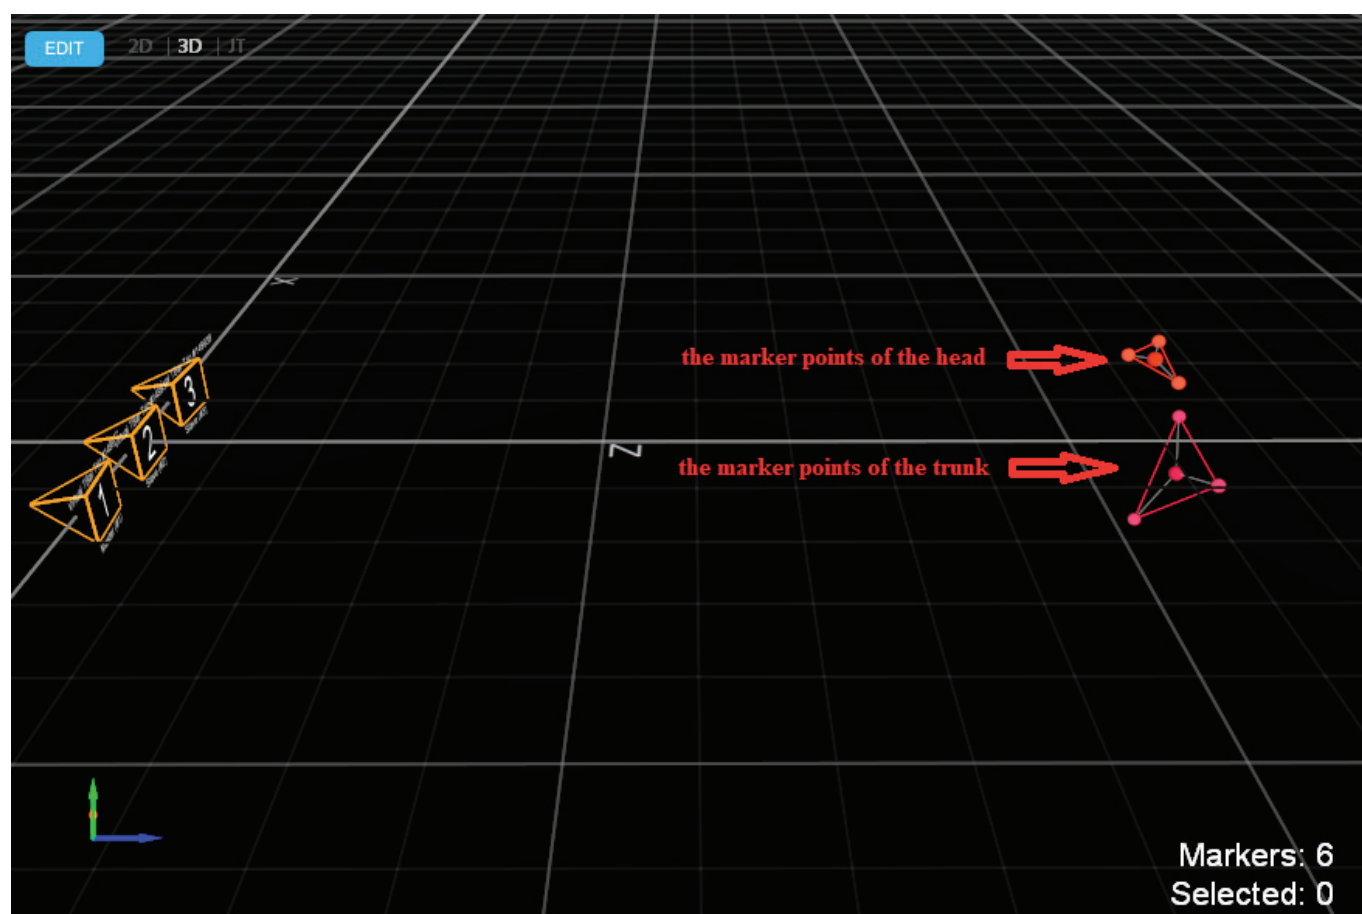 EDIT 2D | 3D | JT
X
3
the marker points of the head
2
Z
the marker points of the trunk
1
Markers: 6
Selected: 0